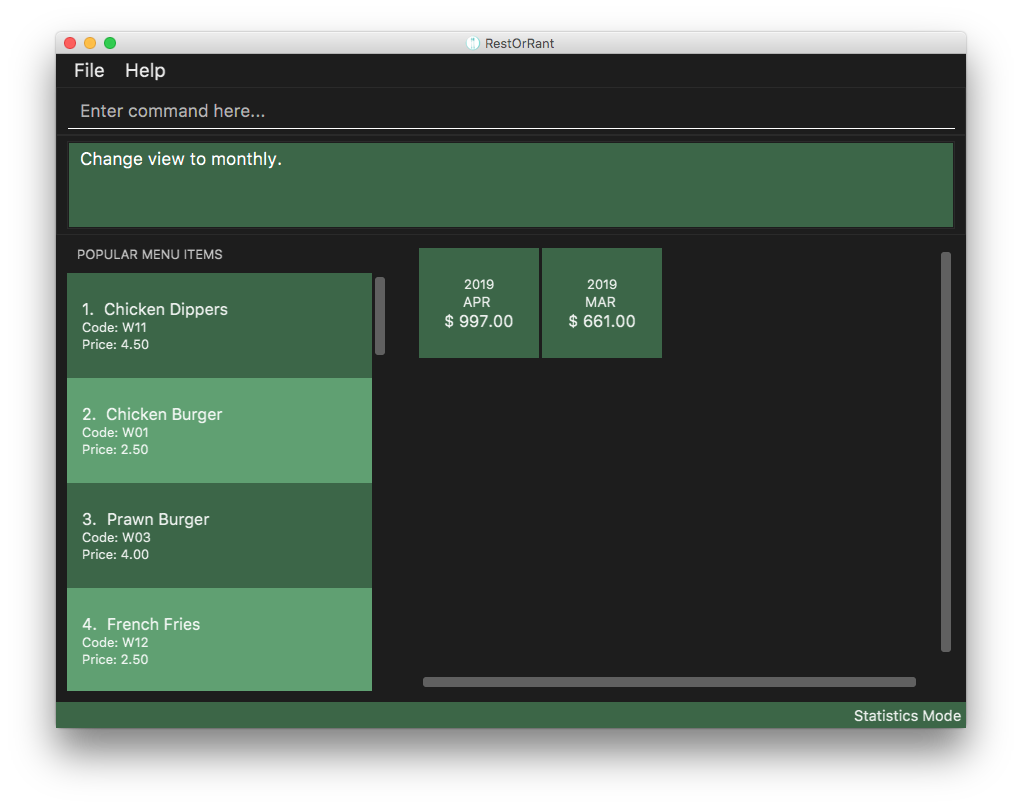 RestOrRant
File Help
Enter command here...
Change view to monthly.
POPULAR MENU ITEMS
1. Chicken Dippers
Code: W11
Price: 4.50
2. Chicken Burger
Code: W01
Price: 2.50
3. Prawn Burger
Code: W03
Price: 4.00
4. French Fries
Code: W12
Price: 2.50
2019
APR
$ 997.00
2019
MAR
$ 661.00
Statistics Mode